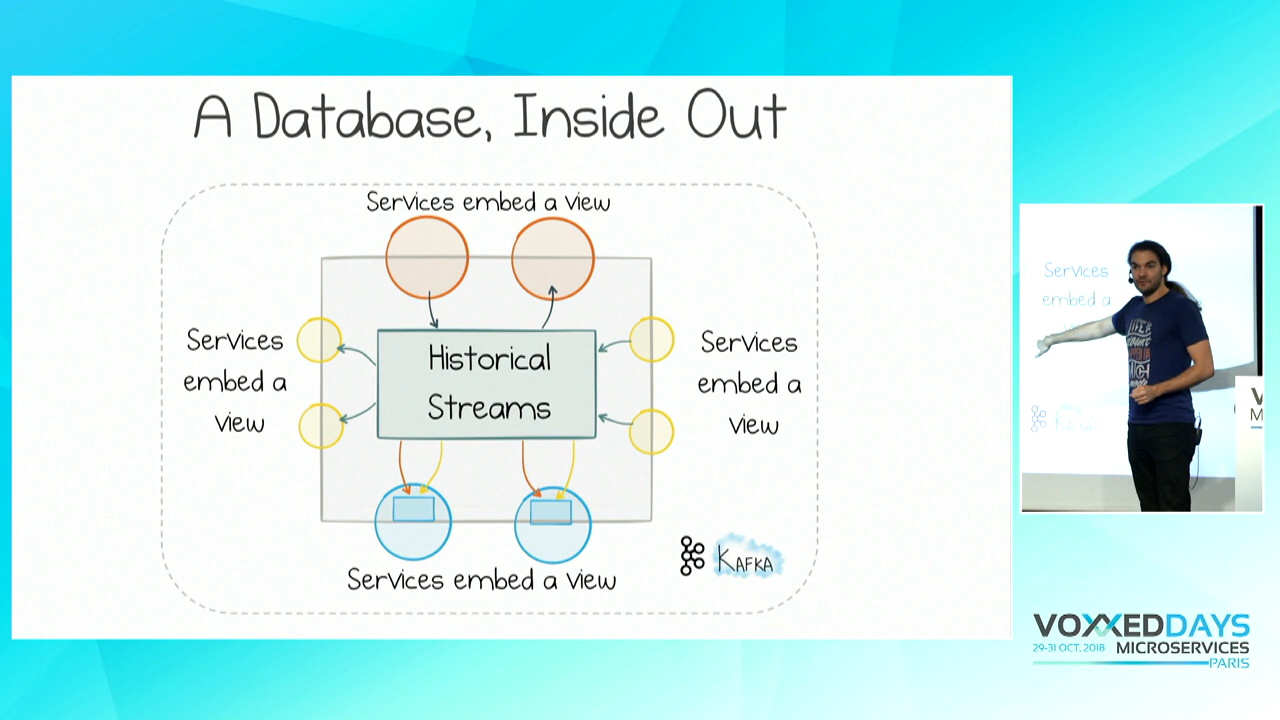 A Database, Inside Out
Services embed a view
Services
embed a
view
Historical
Streams
Services
embed a
view
Services embed a view
KAFKA
Services
embed a
VOXXEDDAYS
29-31 OCT, 2018 MICROSERVICES
PARIS